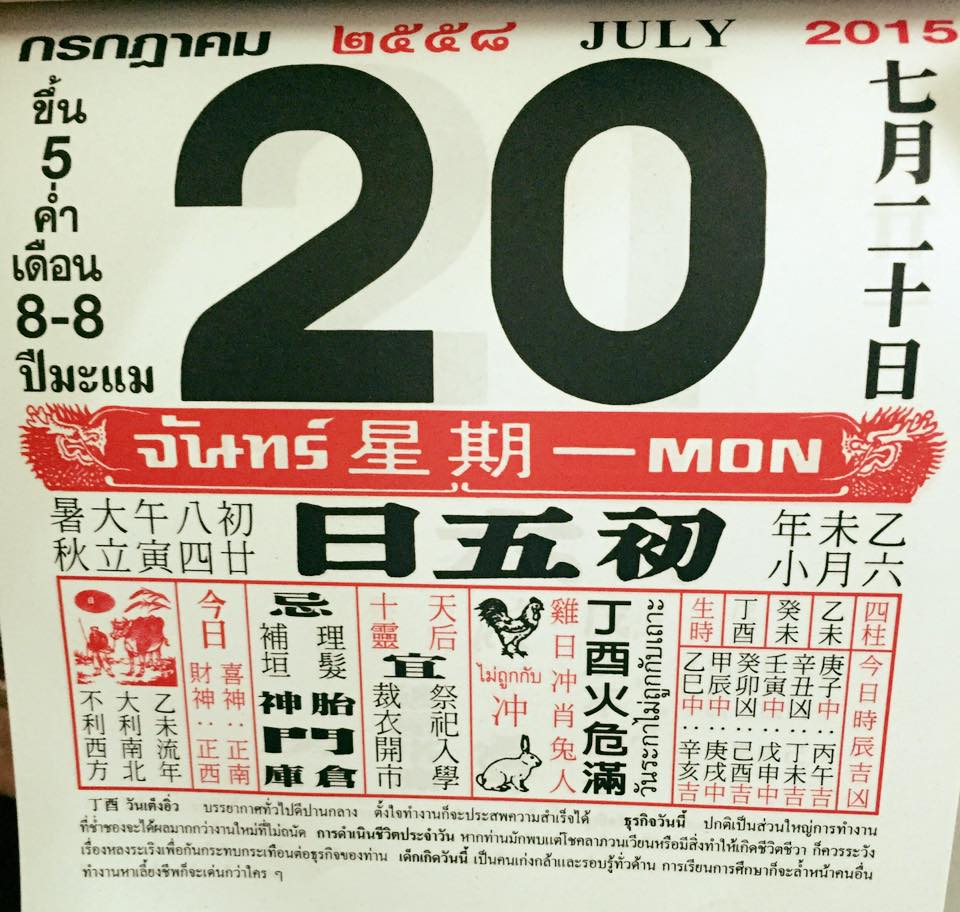 กรกฎาคม ๒๕๕๘ JULY 2015
ขึ้น
5
ค่ำ
เดือน
8-8
ปีมะแม
20
七月二十日
จันทร์ 星期一 MON
暑大午八初
秋立寅四廿
日五初
年未乙
小月六
乙未流年
大利南北
不利西方
今日
喜神：正南
財神：正西
忌
理髮
補垣
胎神
門
倉庫
天后
十靈
宜
祭祀入學
裁衣開市
雞日冲肖兔人
ไม่ถูกกับ
冲
丁酉火危滿
วันระกาไม่ถูกกับเถาะ
四柱
乙未
癸未
丁酉
生時
今日時辰吉凶
庚子中：丙午吉
辛丑凶：丁未吉
壬寅中：戊申中
癸卯凶：己酉吉
甲辰中：庚戌中
乙巳中：辛亥吉
丁酉 วันเต็งอิ่ว บรรยากาศทั่วไปดีปานกลาง ตั้งใจทำงานก็จะประสพความสำเร็จได้ ธุรกิจวันนี้ ปกติเป็นส่วนใหญ่การทำงาน
ที่ช่ำชองจะได้ผลมากกว่างานใหม่ที่ไม่ถนัด การดำเนินชีวิตประจำวัน หากท่านมักพบแต่โชคลาภวนเวียนหรือมีสิ่งทำให้เกิดชีวิตชีวา ก็ควรระวัง
เรื่องหลงระเริงเพื่อกันกระทบกระเทือนต่อธุรกิจของท่าน เด็กเกิดวันนี้ เป็นคนเก่งกล้าและรอบรู้ทั่วด้าน การเรียนการศึกษาก็จะล้ำหน้าคนอื่น
ทำงานหาเลี้ยงชีพก็จะเด่นกว่าใคร ๆ